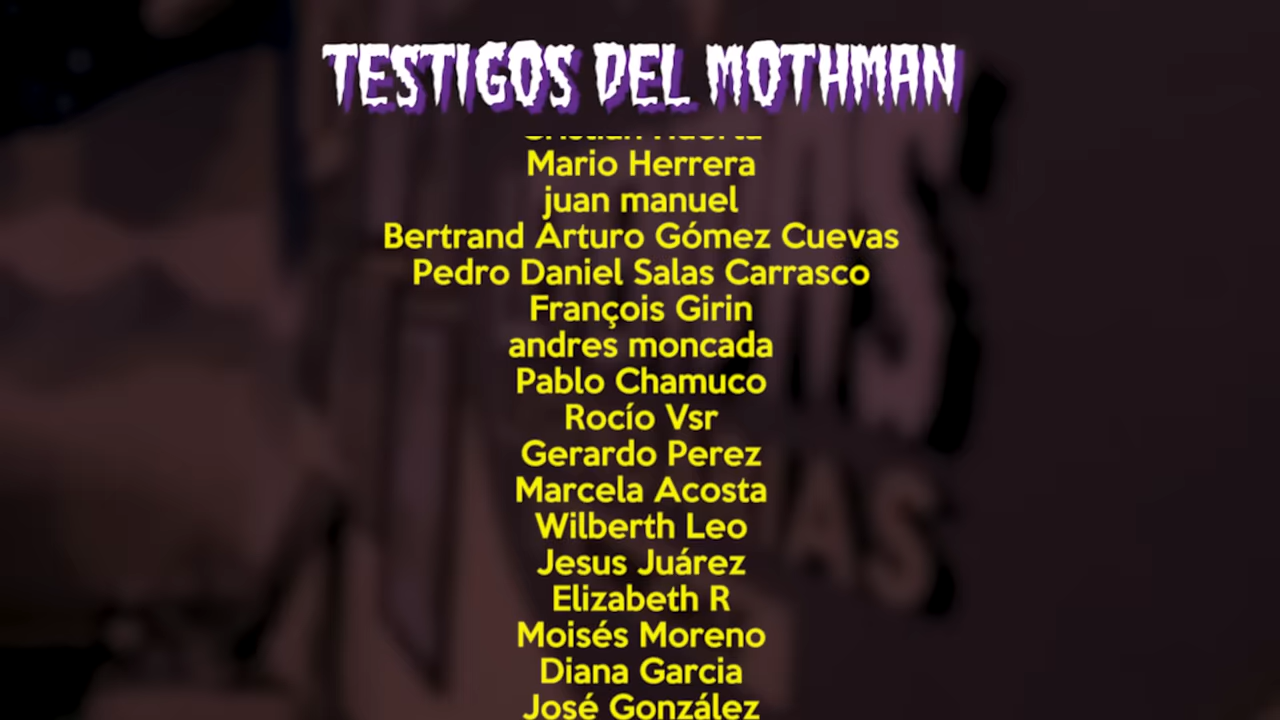 TESTIGOS DEL MOTHMAN
Mario Herrera
juan manuel
Bertrand Arturo Gómez Cuevas
Pedro Daniel Salas Carrasco
François Girin
andres moncada
Pablo Chamuco
Rocío Vsr
Gerardo Perez
Marcela Acosta
Wilberth Leo
Jesus Juárez
Elizabeth R
Moisés Moreno
Diana Garcia
José González